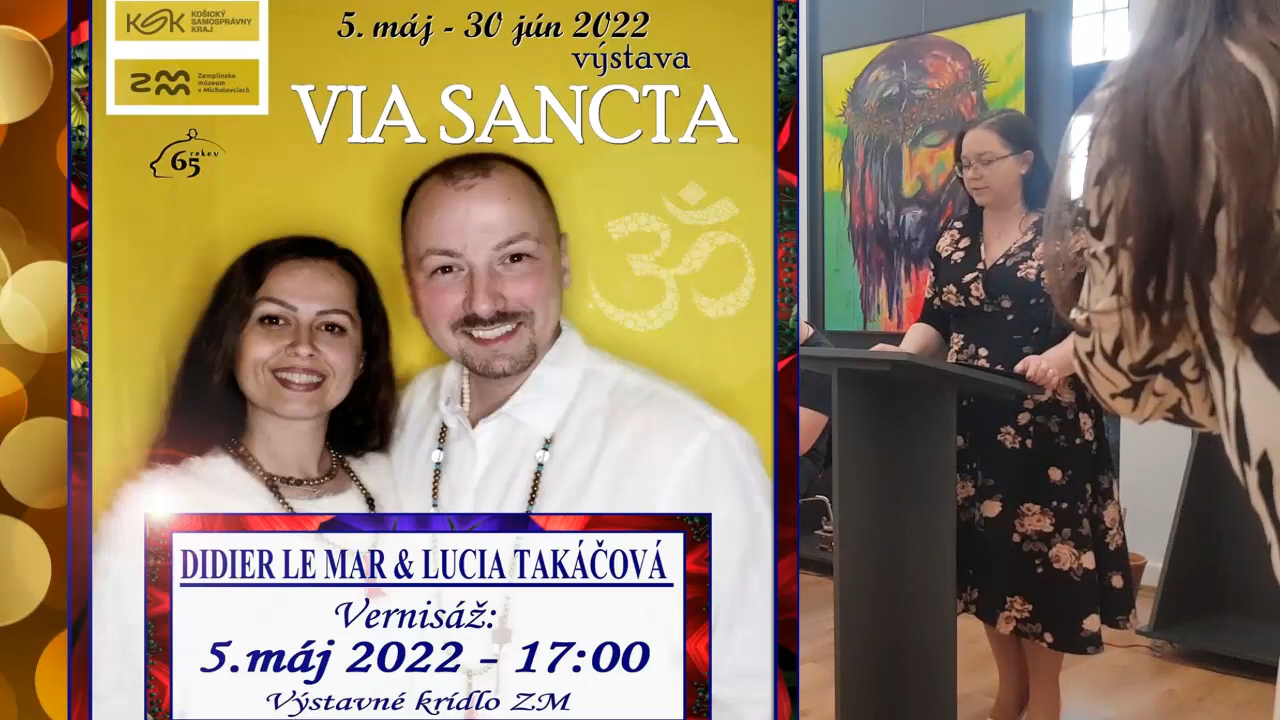 KOŠICKÝ
SAMOSPRÁVNY
KRAJ
Zemplínske
múzeum
v Michalovciach
65 rokov
5. máj - 30 jún 2022
výstava
VIA SANCTA
ॐ
DIDIER LE MAR & LUCIA TAKÁČOVÁ
Vernisáž:
5.máj 2022 - 17:00
Výstavné krídlo ZM